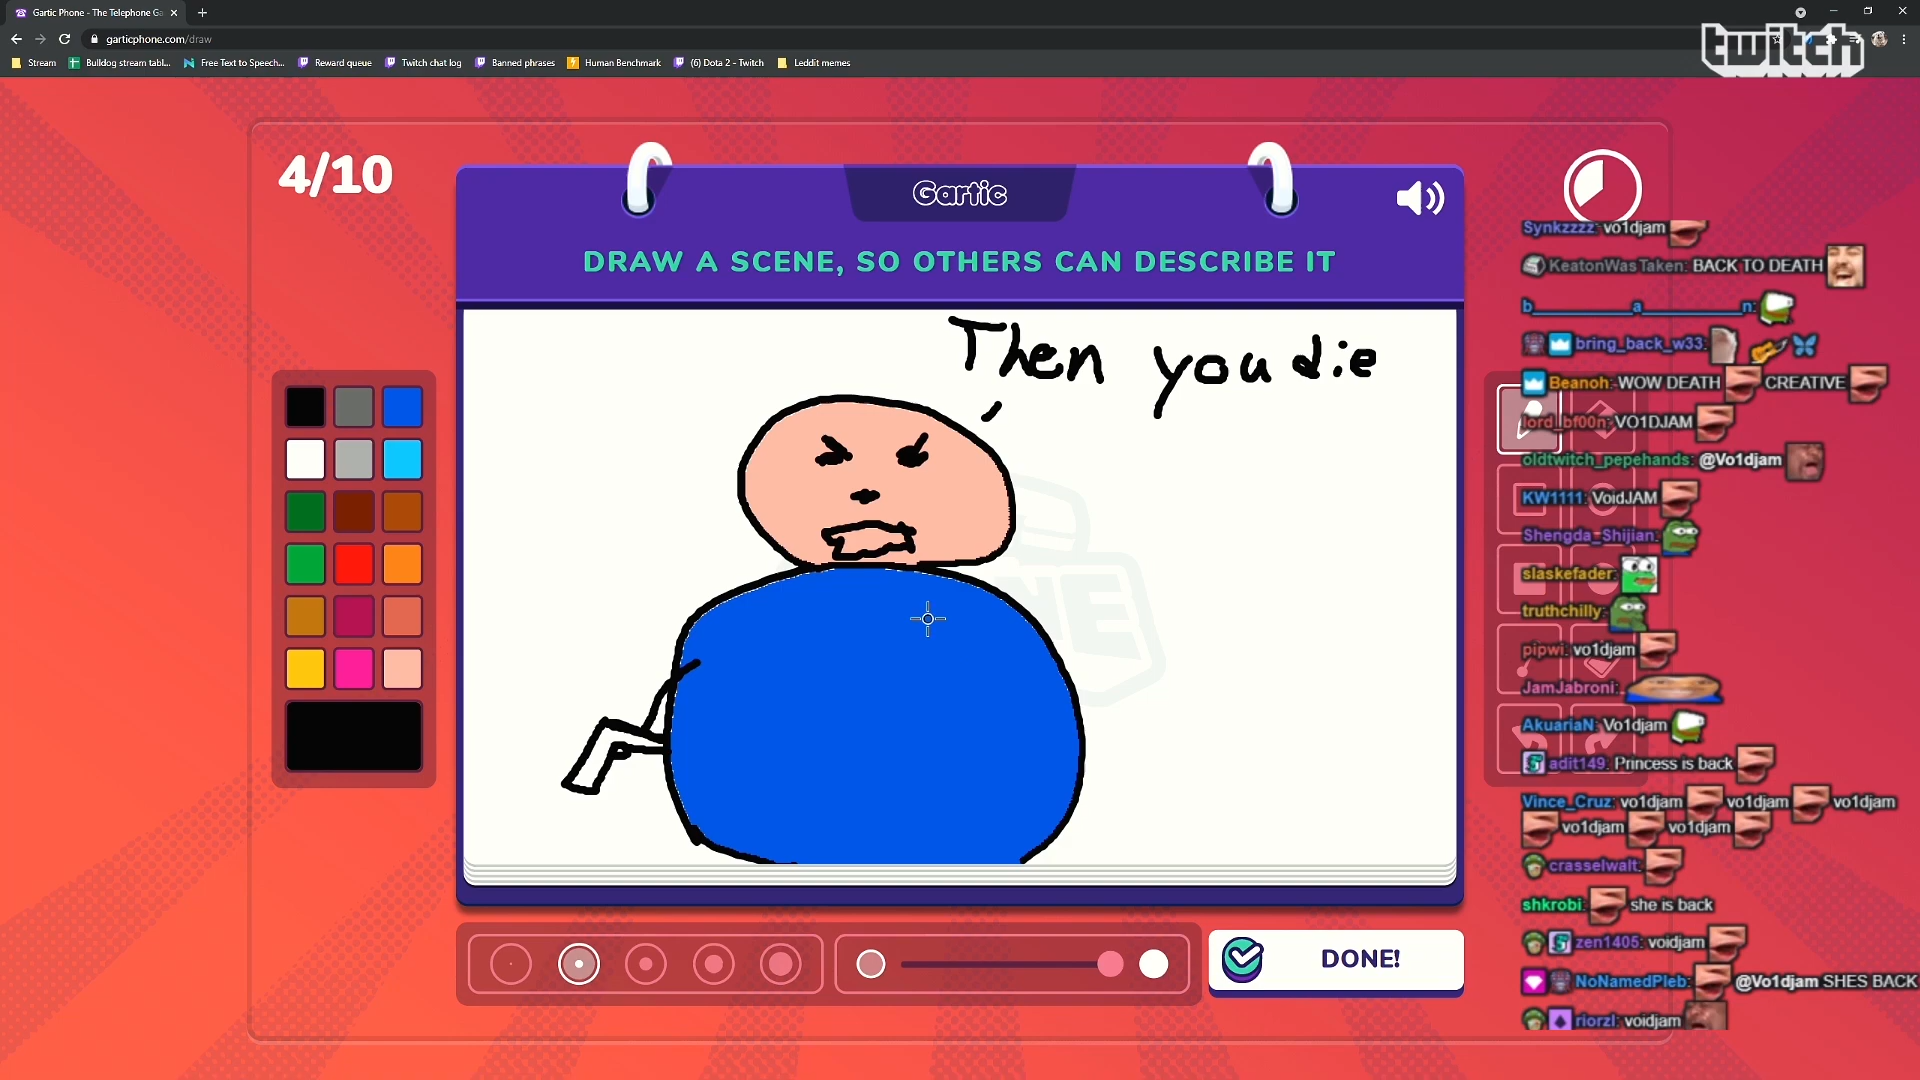 Gartic Phone - The Telephone Ga
garticphone.com/draw
Stream
Bulldog stream tabl...
Free Text to Speech...
Reward queue
Twitch chat log
Banned phrases
Human Benchmark
(6) Dota 2 - Twitch
Leddit memes
twitch
4/10
Gartic
DRAW A SCENE, SO OTHERS CAN DESCRIBE IT
Then you die
Synkzzzz: vo1djam
KeatonWasTaken: BACK TO DEATH
bring_back_w33:
Beanoh: WOW DEATH CREATIVE
lord_bf00n: VO1DJAM
oldtwitch_pepehands: @Vo1djam
KW1111: VoidJAM
Shengda_Shijian:
slaskefader:
truthchilly:
pipwi: vo1djam
JamJabroni:
AkuariaN: Vo1djam
adit149: Princess is back
Vince_Cruz: vo1djam vo1djam vo1djam
vo1djam vo1djam
crasselwalt:
shkrobi: she is back
zen1405: voidjam
NoNamedPleb: @Vo1djam SHES BACK
riorzl: voidjam
DONE!